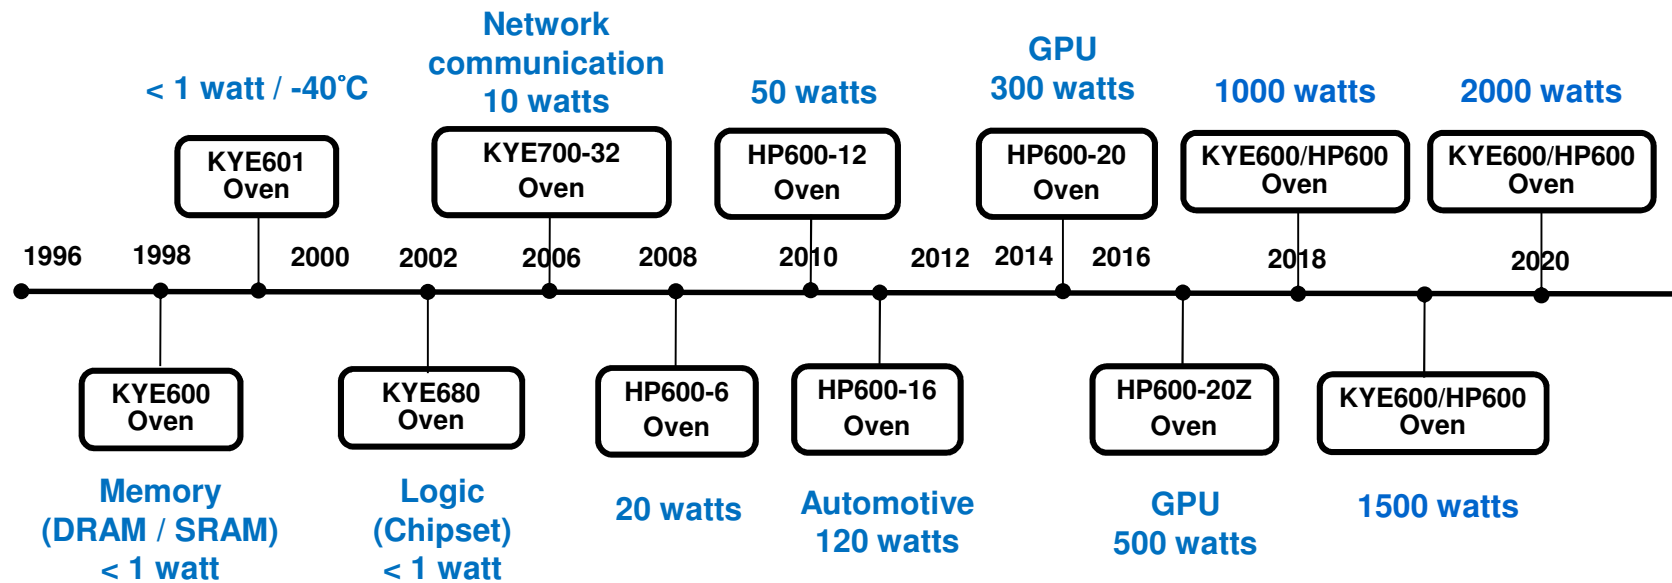 < 1 watt / -40°C
Network
communication
10 watts
50 watts
GPU
300 watts
1000 watts
2000 watts
KYE601
Oven
KYE700-32
Oven
HP600-12
Oven
HP600-20
Oven
KYE600/HP600
Oven
KYE600/HP600
Oven
1996
1998
2000
2002
2006
2008
2010
2012
2014
2016
2018
2020
KYE600
Oven
KYE680
Oven
HP600-6
Oven
HP600-16
Oven
HP600-20Z
Oven
KYE600/HP600
Oven
Memory
(DRAM / SRAM)
< 1 watt
Logic
(Chipset)
< 1 watt
20 watts
Automotive
120 watts
GPU
500 watts
1500 watts